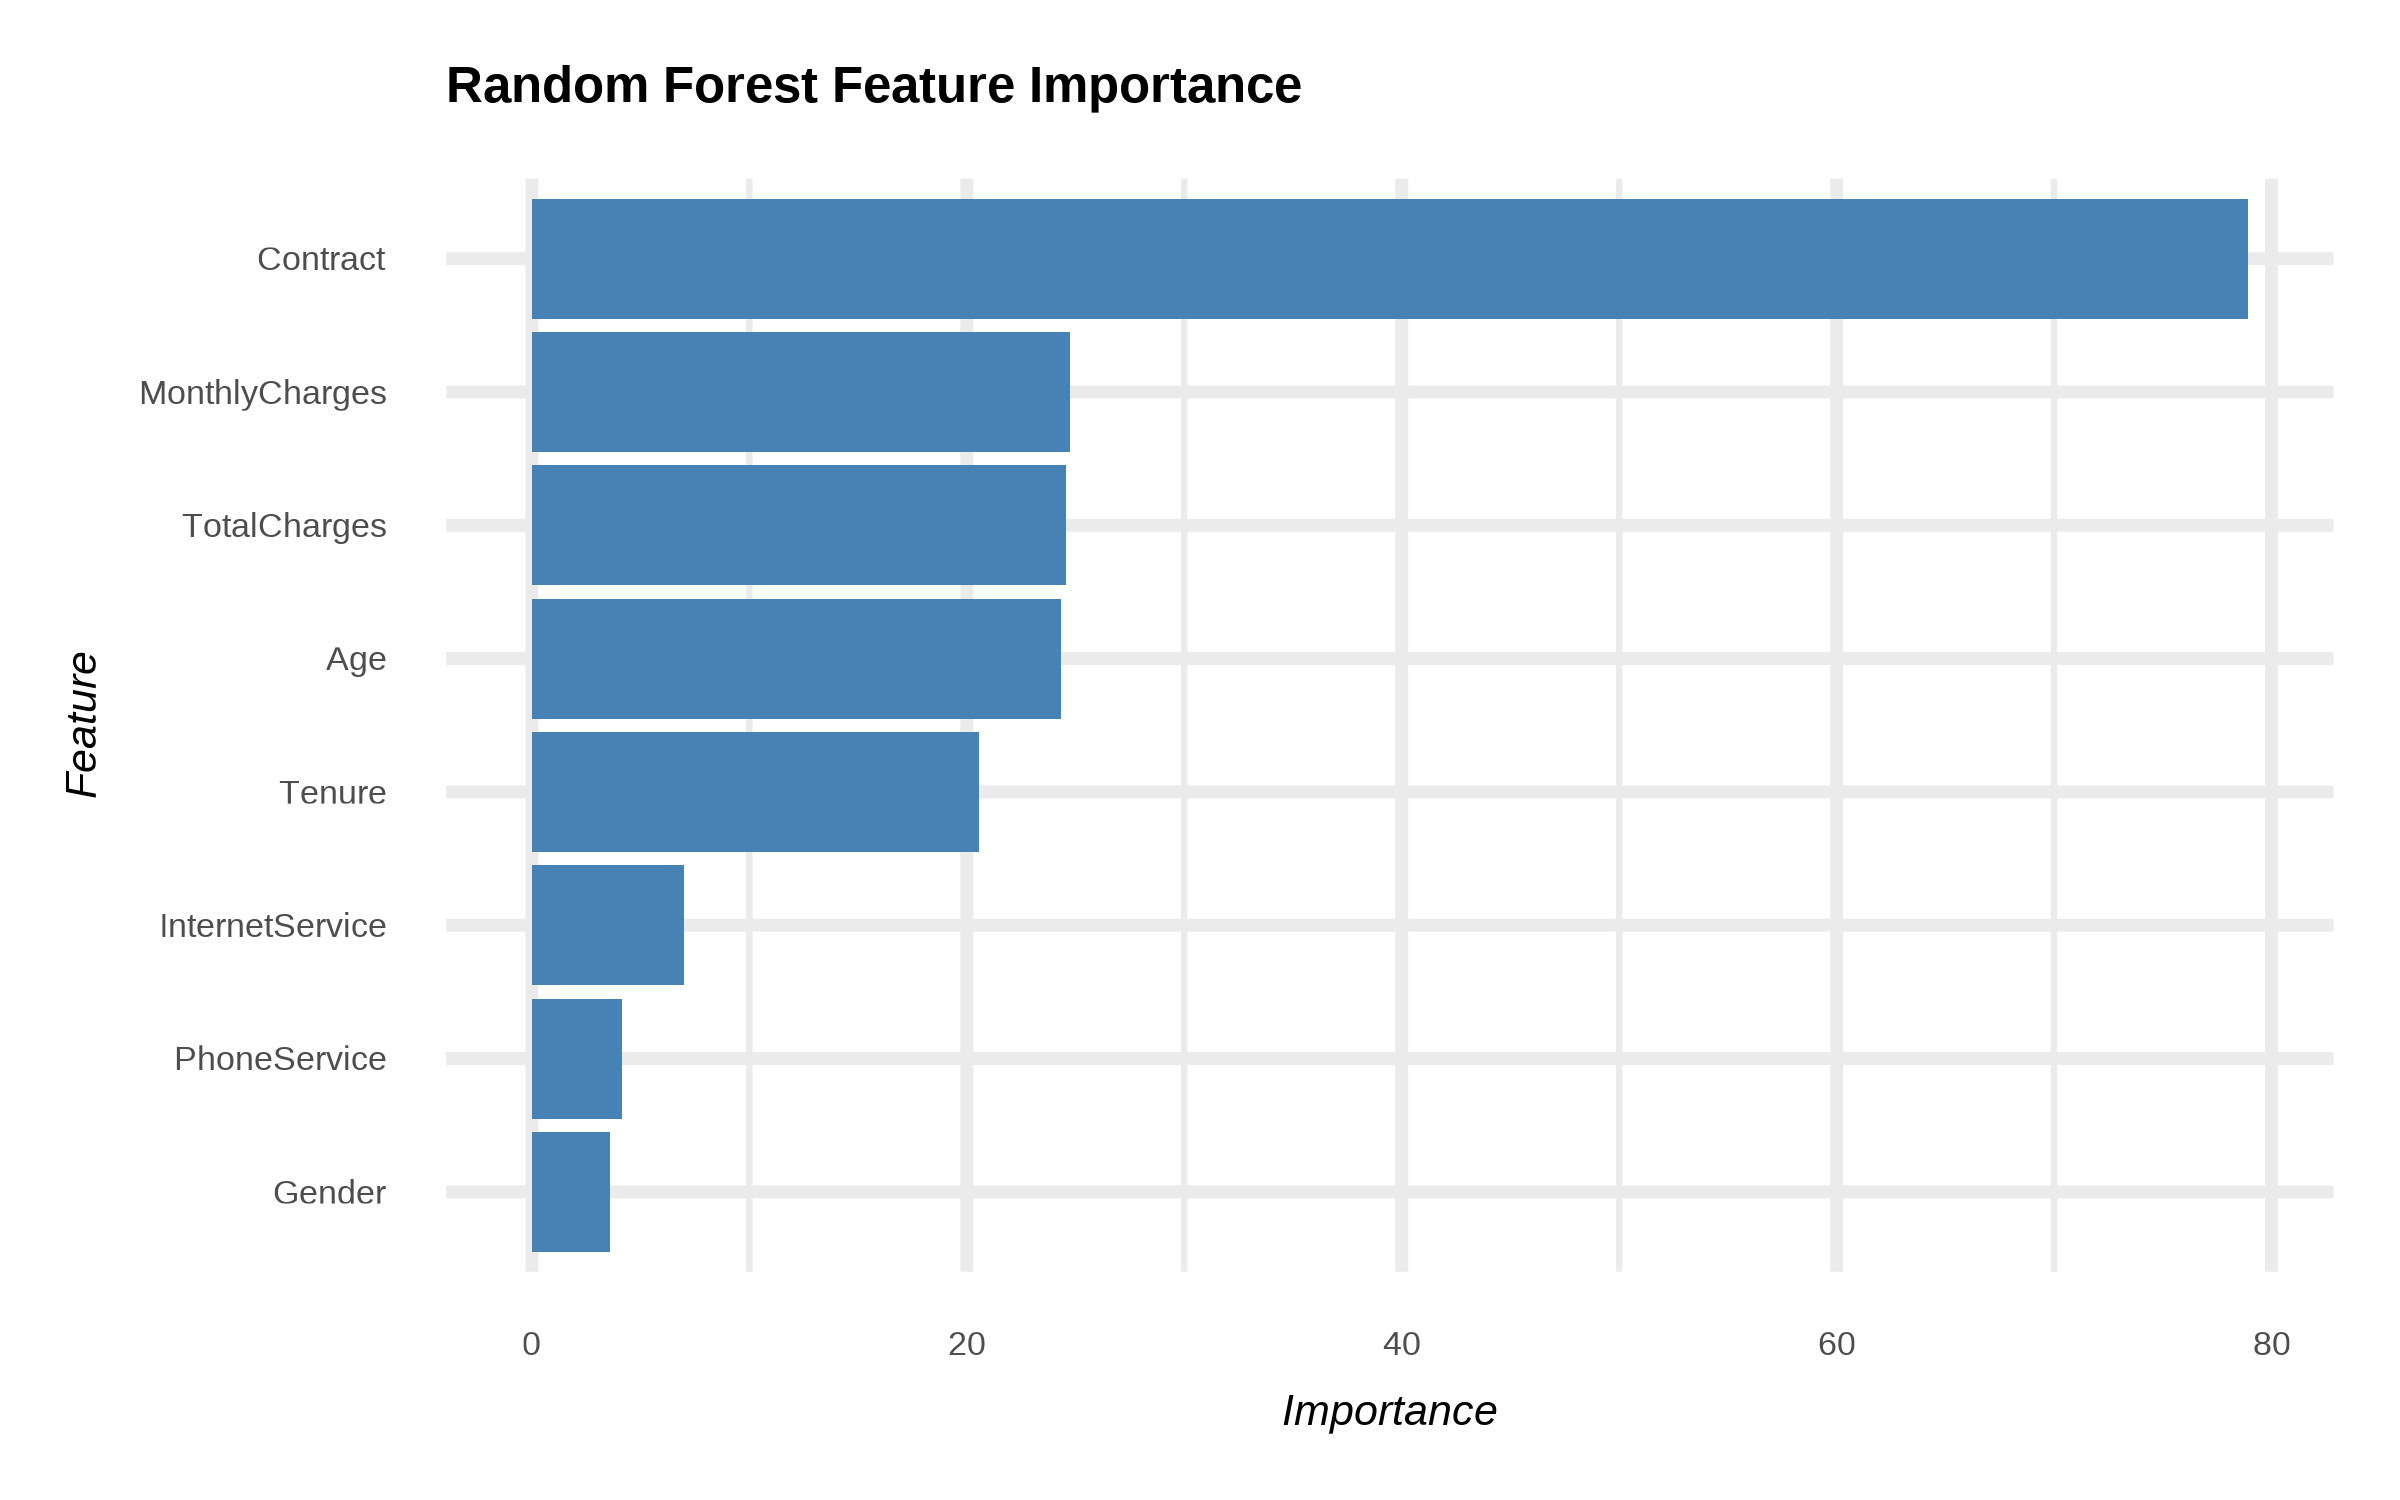 Random Forest Feature Importance
Contract
MonthlyCharges
TotalCharges
Age
Tenure
InternetService
PhoneService
Gender
Feature
0 20 40 60 80
Importance